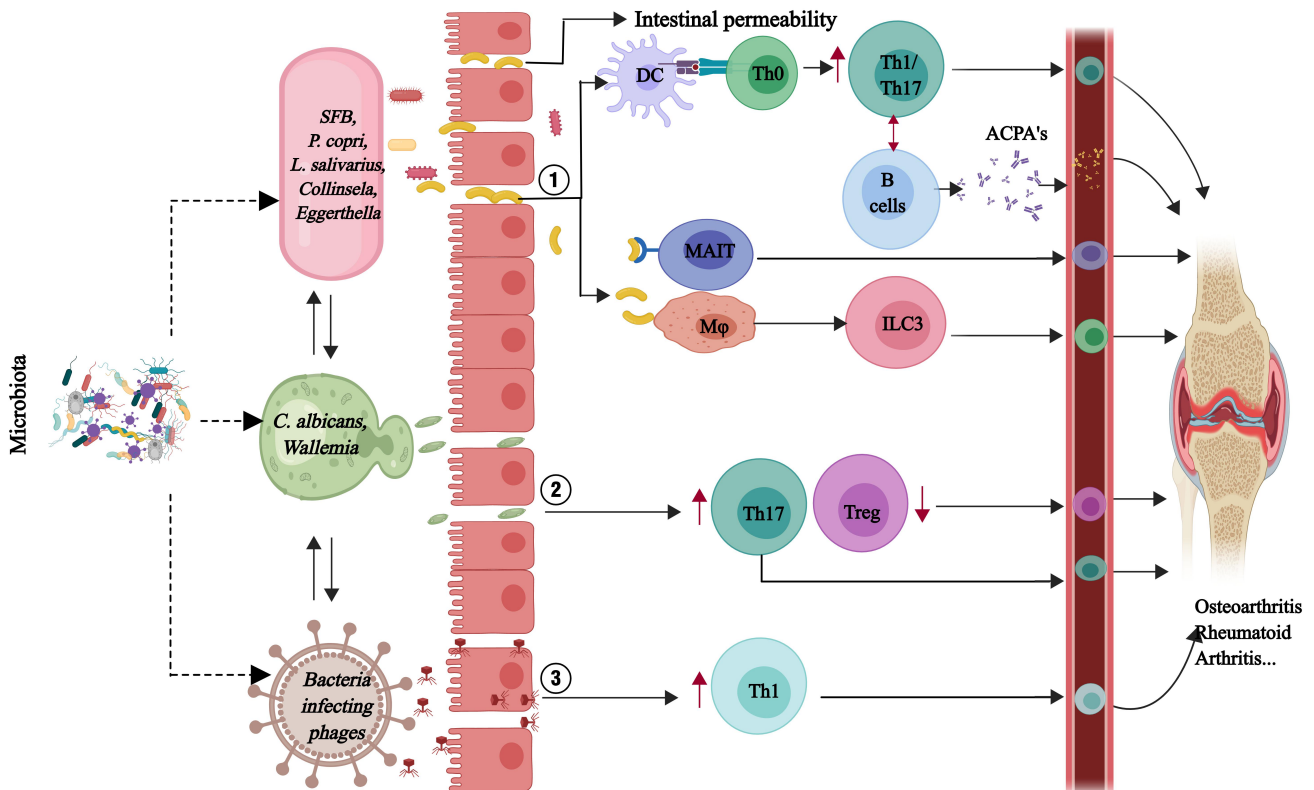 Intestinal permeability
DC
Th0
Th1/
Th17
SFB,
P. copri,
L. salivarius,
Collinsela,
Eggerthella
1
ACPA's
B
cells
MAIT
Mφ
ILC3
Microbiota
C. albicans,
Wallemia
2
Th17
Treg
Osteoarthritis
Rheumatoid
Arthritis...
Bacteria
infecting
phages
3
Th1